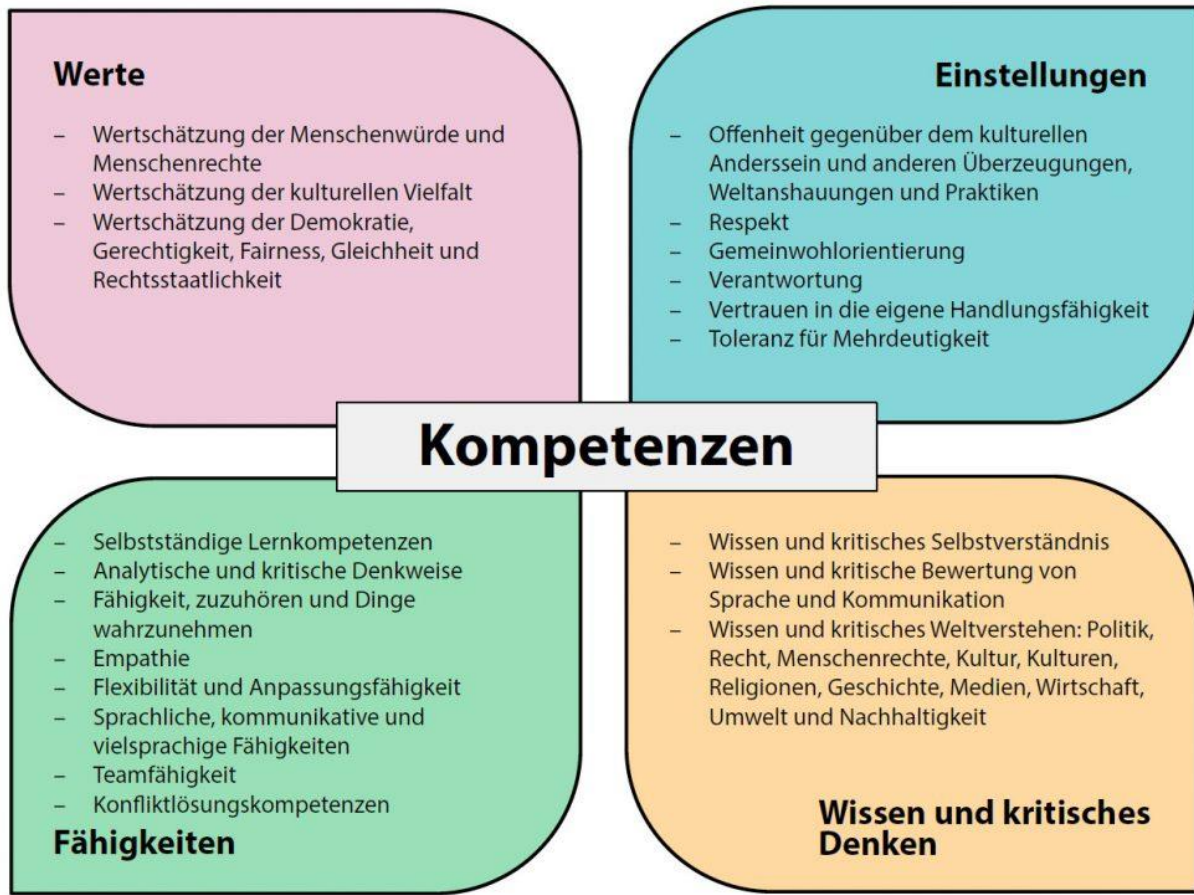 Werte
– Wertschätzung der Menschenwürde und
Menschenrechte
– Wertschätzung der kulturellen Vielfalt
– Wertschätzung der Demokratie,
Gerechtigkeit, Fairness, Gleichheit und
Rechtsstaatlichkeit
Einstellungen
– Offenheit gegenüber dem kulturellen
Anderssein und anderen Überzeugungen,
Weltanshauungen und Praktiken
– Respekt
– Gemeinwohlorientierung
– Verantwortung
– Vertrauen in die eigene Handlungsfähigkeit
– Toleranz für Mehrdeutigkeit
Kompetenzen
– Selbstständige Lernkompetenzen
– Analytische und kritische Denkweise
– Fähigkeit, zuzuhören und Dinge
wahrzunehmen
– Empathie
– Flexibilität und Anpassungsfähigkeit
– Sprachliche, kommunikative und
vielsprachige Fähigkeiten
– Teamfähigkeit
– Konfliktlösungskompetenzen
Fähigkeiten
– Wissen und kritisches Selbstverständnis
– Wissen und kritische Bewertung von
Sprache und Kommunikation
– Wissen und kritisches Weltverstehen: Politik,
Recht, Menschenrechte, Kultur, Kulturen,
Religionen, Geschichte, Medien, Wirtschaft,
Umwelt und Nachhaltigkeit
Wissen und kritisches
Denken